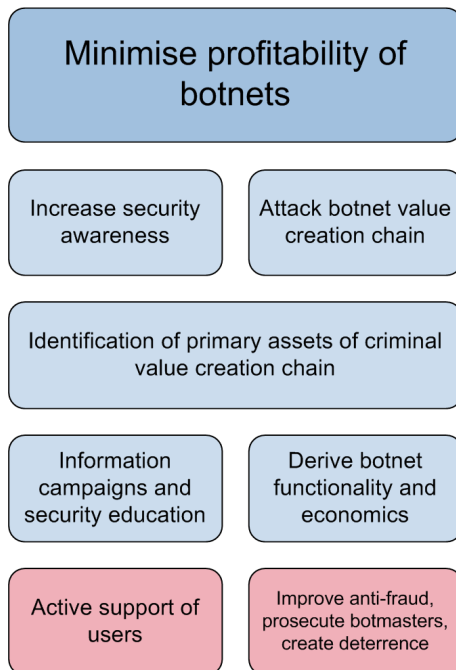 Minimise profitability of
botnets
Increase security
awareness
Attack botnet value
creation chain
Identification of primary assets of criminal
value creation chain
Information
campaigns and
security education
Derive botnet
functionality and
economics
Active support of
users
Improve anti-fraud,
prosecute botmasters,
create deterrence